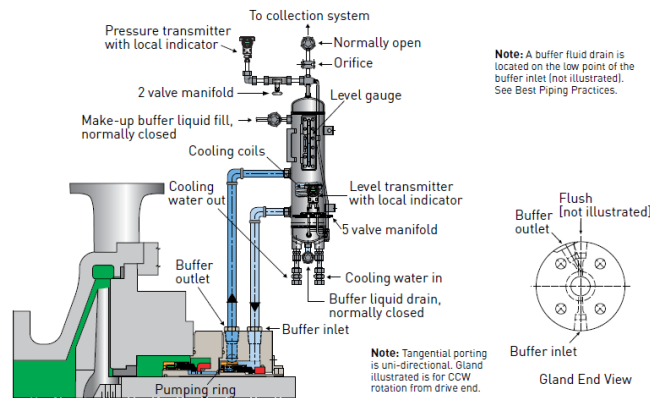 To collection system
Pressure transmitter
with local indicator
Normally open
Orifice
2 valve manifold
Level gauge
Make-up buffer liquid fill,
normally closed
Cooling coils
Cooling
water out
Level transmitter
with local indicator
5 valve manifold
Buffer
outlet
Cooling water in
Buffer liquid drain,
normally closed
Buffer inlet
Pumping ring
Note: A buffer fluid drain is
located on the low point of the
buffer inlet (not illustrated).
See Best Piping Practices.
Flush
[not illustrated]
Buffer
outlet
Buffer inlet
Gland End View
Note: Tangential porting
is uni-directional. Gland
illustrated is for CCW
rotation from drive end.